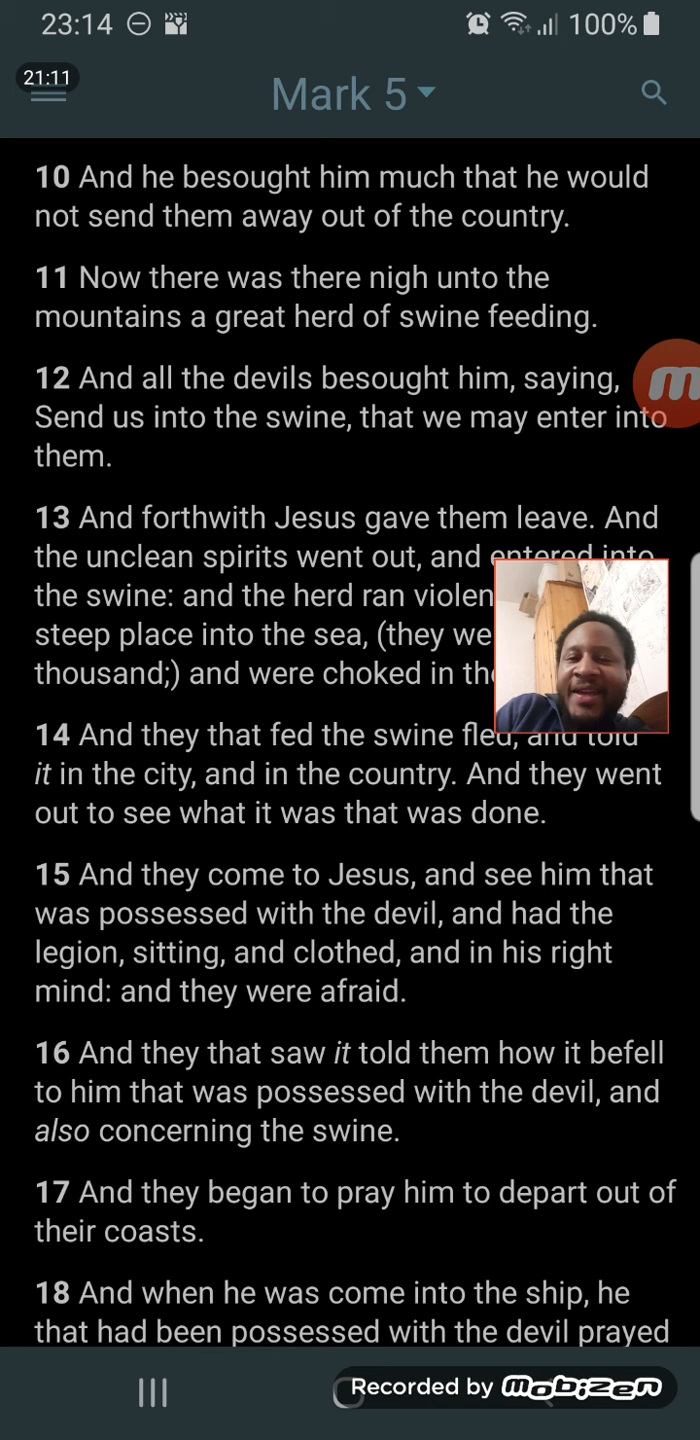 23:14 100%
21:11
Mark 5
10 And he besought him much that he would
not send them away out of the country.
11 Now there was there nigh unto the
mountains a great herd of swine feeding.
12 And all the devils besought him, saying,
Send us into the swine, that we may enter into
them.
13 And forthwith Jesus gave them leave. And
the unclean spirits went out, and entered into
the swine: and the herd ran violen
steep place into the sea, (they we
thousand;) and were choked in the
14 And they that fed the swine fled, and told
it in the city, and in the country. And they went
out to see what it was that was done.
15 And they come to Jesus, and see him that
was possessed with the devil, and had the
legion, sitting, and clothed, and in his right
mind: and they were afraid.
16 And they that saw it told them how it befell
to him that was possessed with the devil, and
also concerning the swine.
17 And they began to pray him to depart out of
their coasts.
18 And when he was come into the ship, he
that had been possessed with the devil prayed
Recorded by mobizen